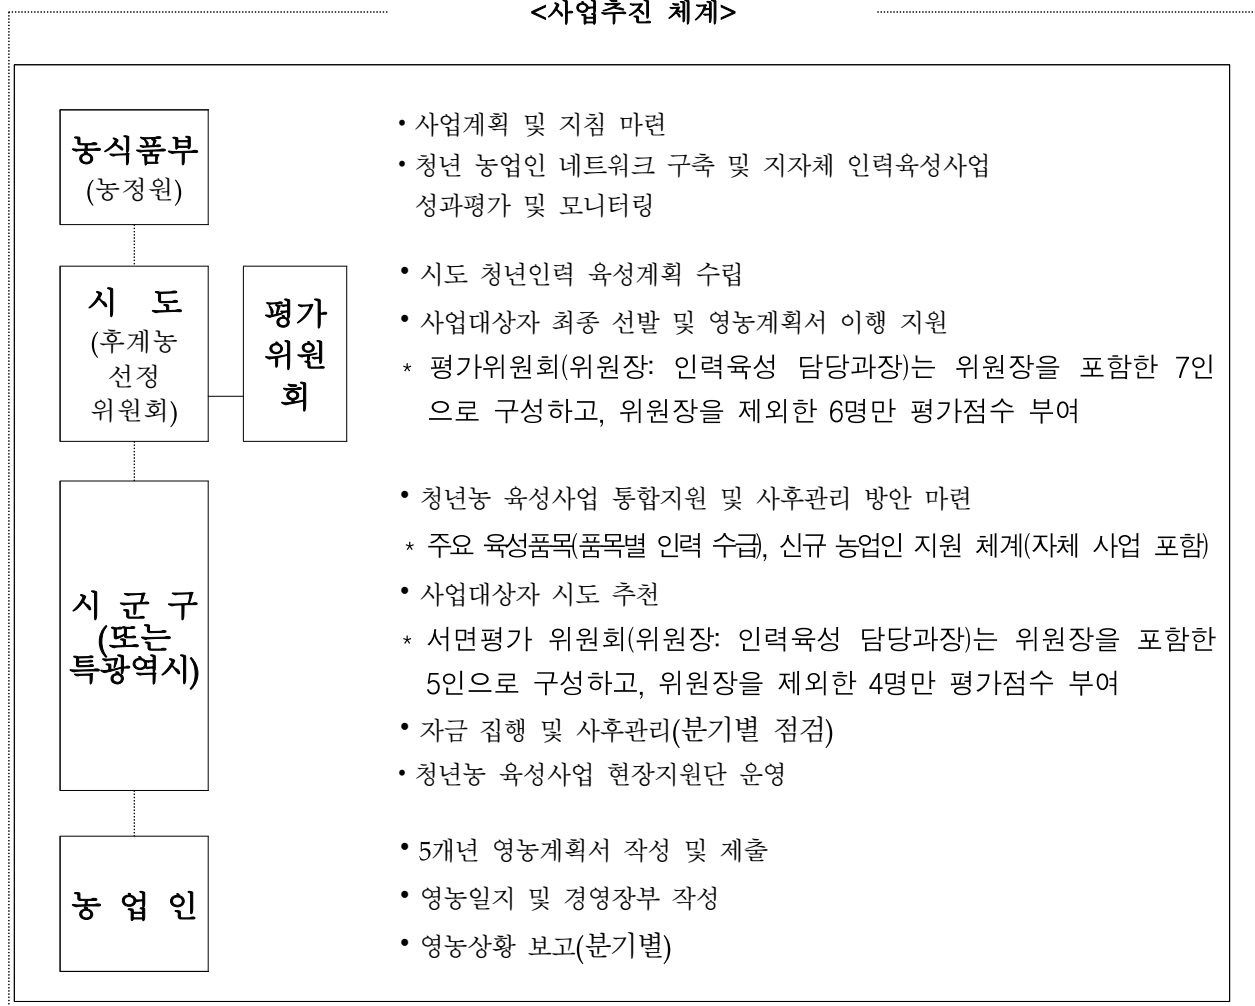 <사업추진 체계>
농식품부
(농정원)
• 사업계획 및 지침 마련
• 청년 농업인 네트워크 구축 및 지자체 인력육성사업
성과평가 및 모니터링
시 도
(후계농
선정
위원회)
평가
위원
회
• 시도 청년인력 육성계획 수립
• 사업대상자 최종 선발 및 영농계획서 이행 지원
* 평가위원회(위원장: 인력육성 담당과장)는 위원장을 포함한 7인
으로 구성하고, 위원장을 제외한 6명만 평가점수 부여
시 군 구
(또는
특광역시)
• 청년농 육성사업 통합지원 및 사후관리 방안 마련
* 주요 육성품목(품목별 인력 수급), 신규 농업인 지원 체계(자체 사업 포함)
• 사업대상자 시도 추천
* 서면평가 위원회(위원장: 인력육성 담당과장)는 위원장을 포함한
5인으로 구성하고, 위원장을 제외한 4명만 평가점수 부여
• 자금 집행 및 사후관리(분기별 점검)
• 청년농 육성사업 현장지원단 운영
농 업 인
• 5개년 영농계획서 작성 및 제출
• 영농일지 및 경영장부 작성
• 영농상황 보고(분기별)